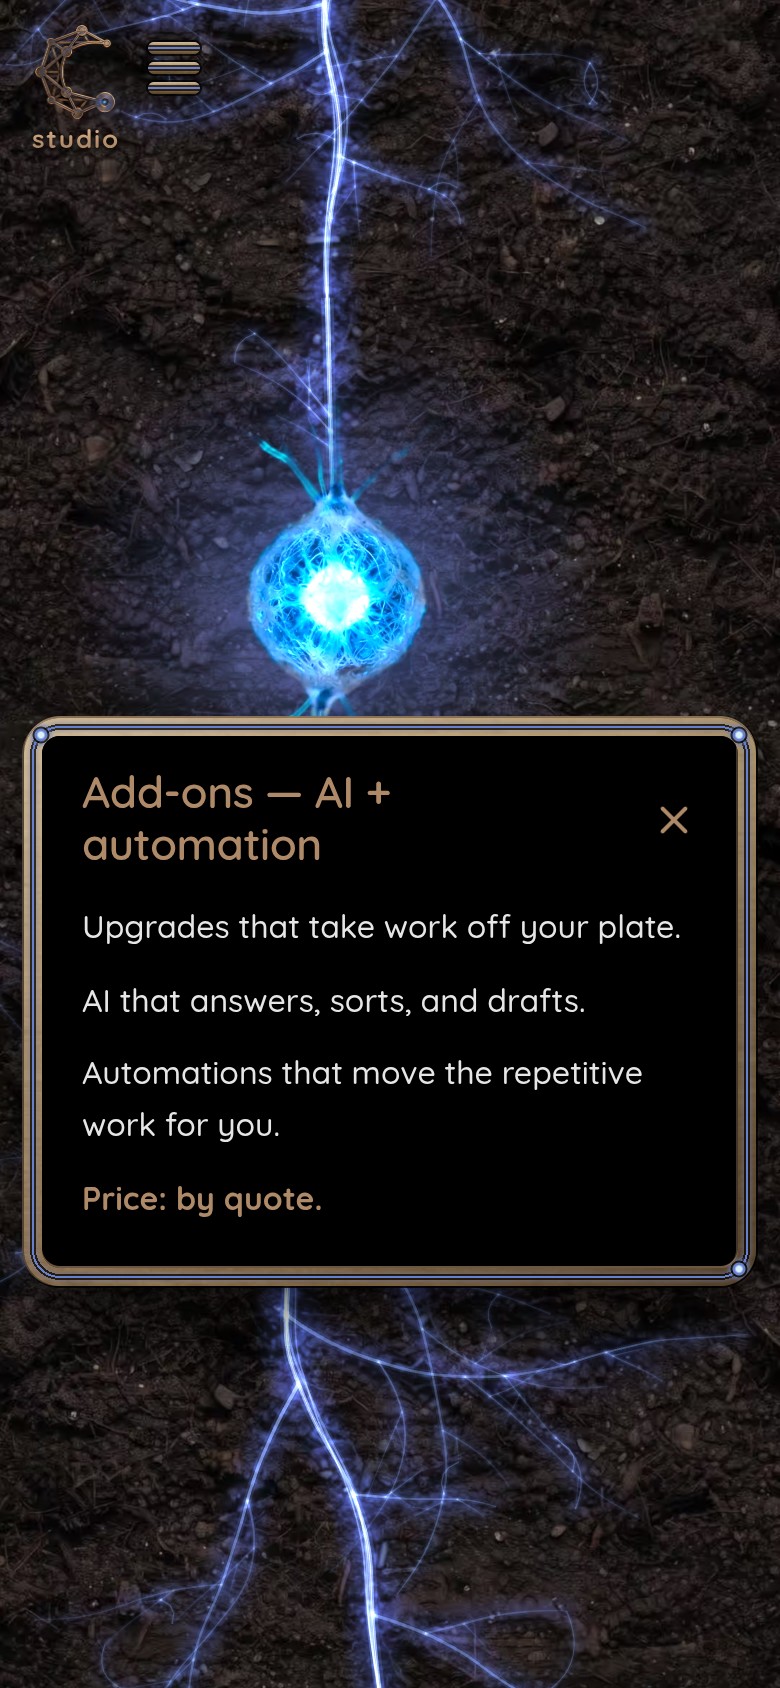 studio
Add-ons — AI +
automation
Upgrades that take work off your plate.
AI that answers, sorts, and drafts.
Automations that move the repetitive
work for you.
Price: by quote.